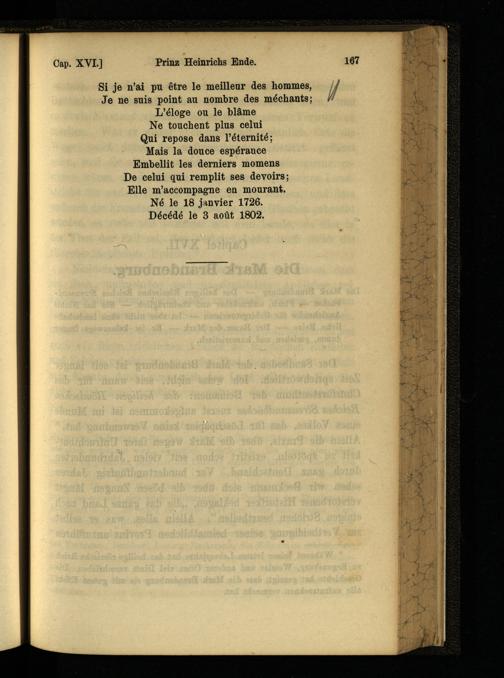 Cap. XVI.] Prinz Heinrichs Ende. 167
Si je n'ai pu être le meilleur des hommes,
Je ne suis point au nombre des méchants;
L'éloge ou le blâme
Ne touchent plus celui
Qui repose dans l'éternité;
Mais la douce espérance
Embellit les derniers momens
De celui qui remplit ses devoirs;
Elle m'accompagne en mourant.
Né le 18 janvier 1726.
Décédé le 3 août 1802.